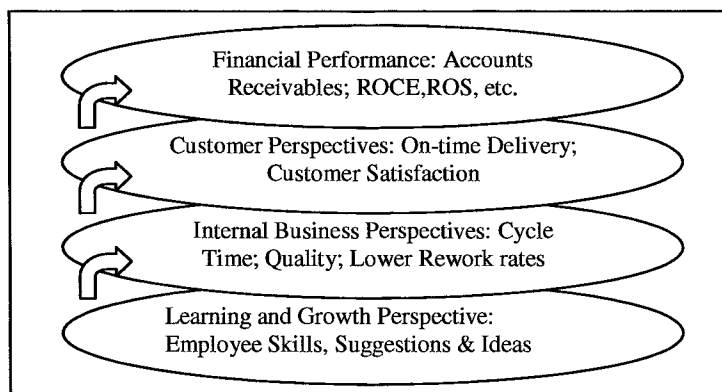 Financial Performance: Accounts
Receivables; ROCE,ROS, etc.
Customer Perspectives: On-time Delivery;
Customer Satisfaction
Internal Business Perspectives: Cycle
Time; Quality; Lower Rework rates
Learning and Growth Perspective:
Employee Skills, Suggestions & Ideas